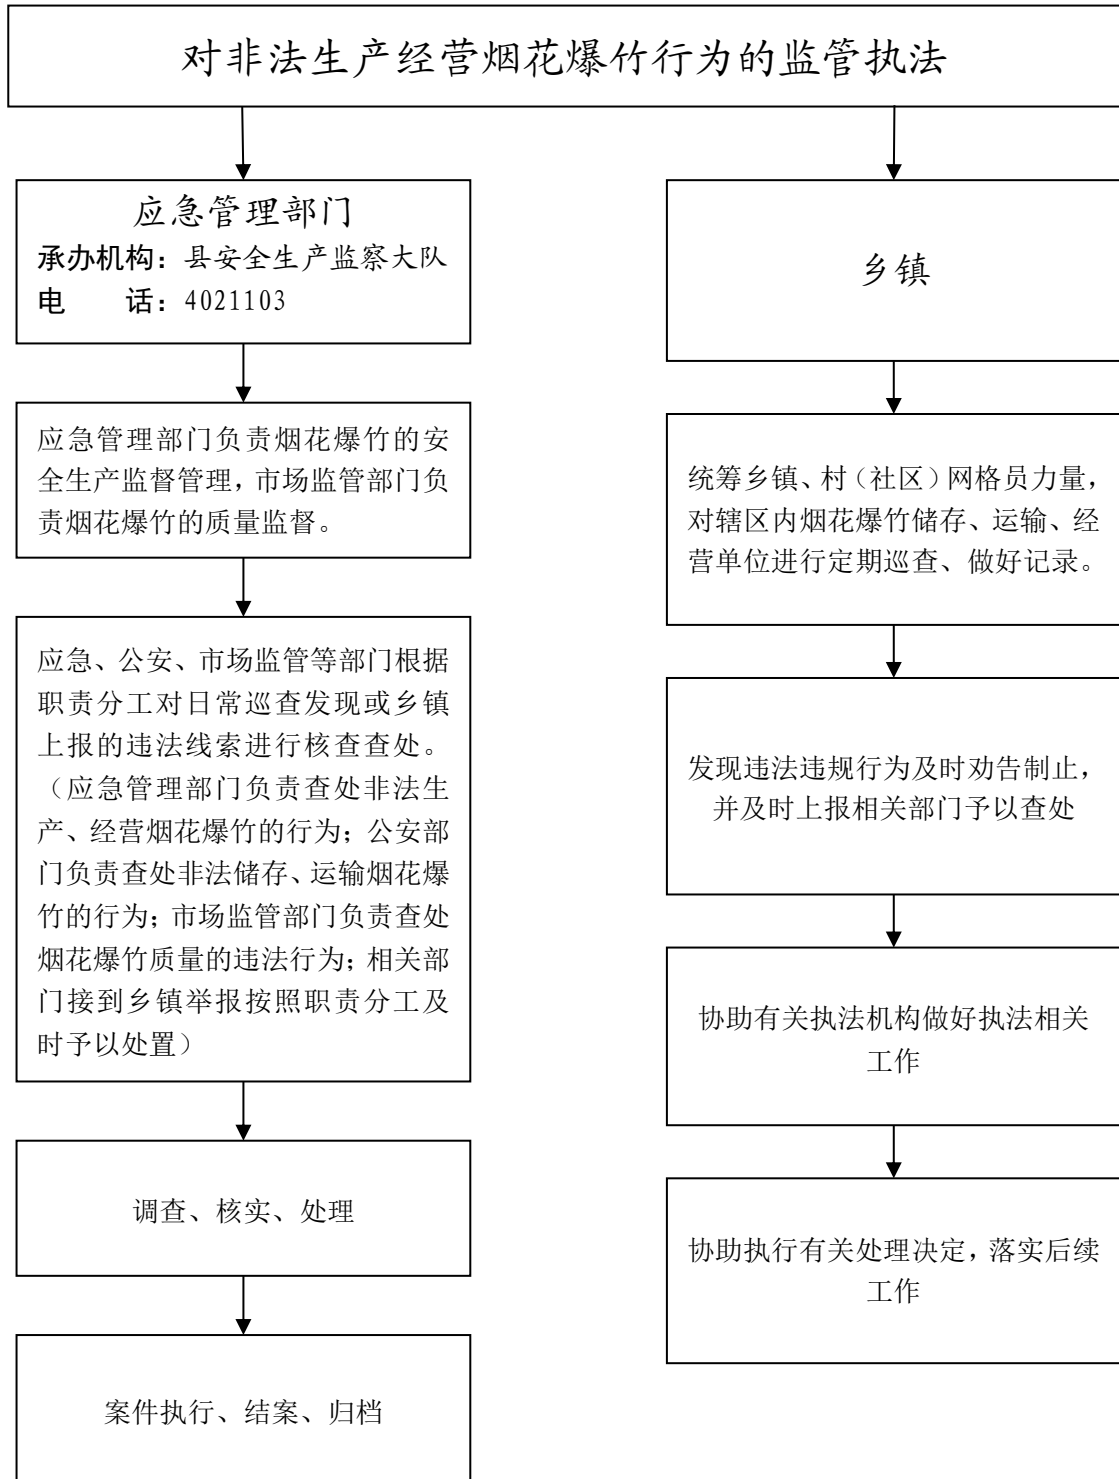 对非法生产经营烟花爆竹行为的监管执法
应急管理部门
承办机构：县安全生产监察大队
电　　话：4021103
应急管理部门负责烟花爆竹的安
全生产监督管理，市场监管部门负
责烟花爆竹的质量监督。
应急、公安、市场监管等部门根据
职责分工对日常巡查发现或乡镇
上报的违法线索进行核查查处。
（应急管理部门负责查处非法生
产、经营烟花爆竹的行为；公安部
门负责查处非法储存、运输烟花爆
竹的行为；市场监管部门负责查处
烟花爆竹质量的违法行为；相关部
门接到乡镇举报按照职责分工及
时予以处置）
调查、核实、处理
案件执行、结案、归档
乡镇
统筹乡镇、村（社区）网格员力量，
对辖区内烟花爆竹储存、运输、经
营单位进行定期巡查、做好记录。
发现违法违规行为及时劝告制止，
并及时上报相关部门予以查处
协助有关执法机构做好执法相关
工作
协助执行有关处理决定，落实后续
工作